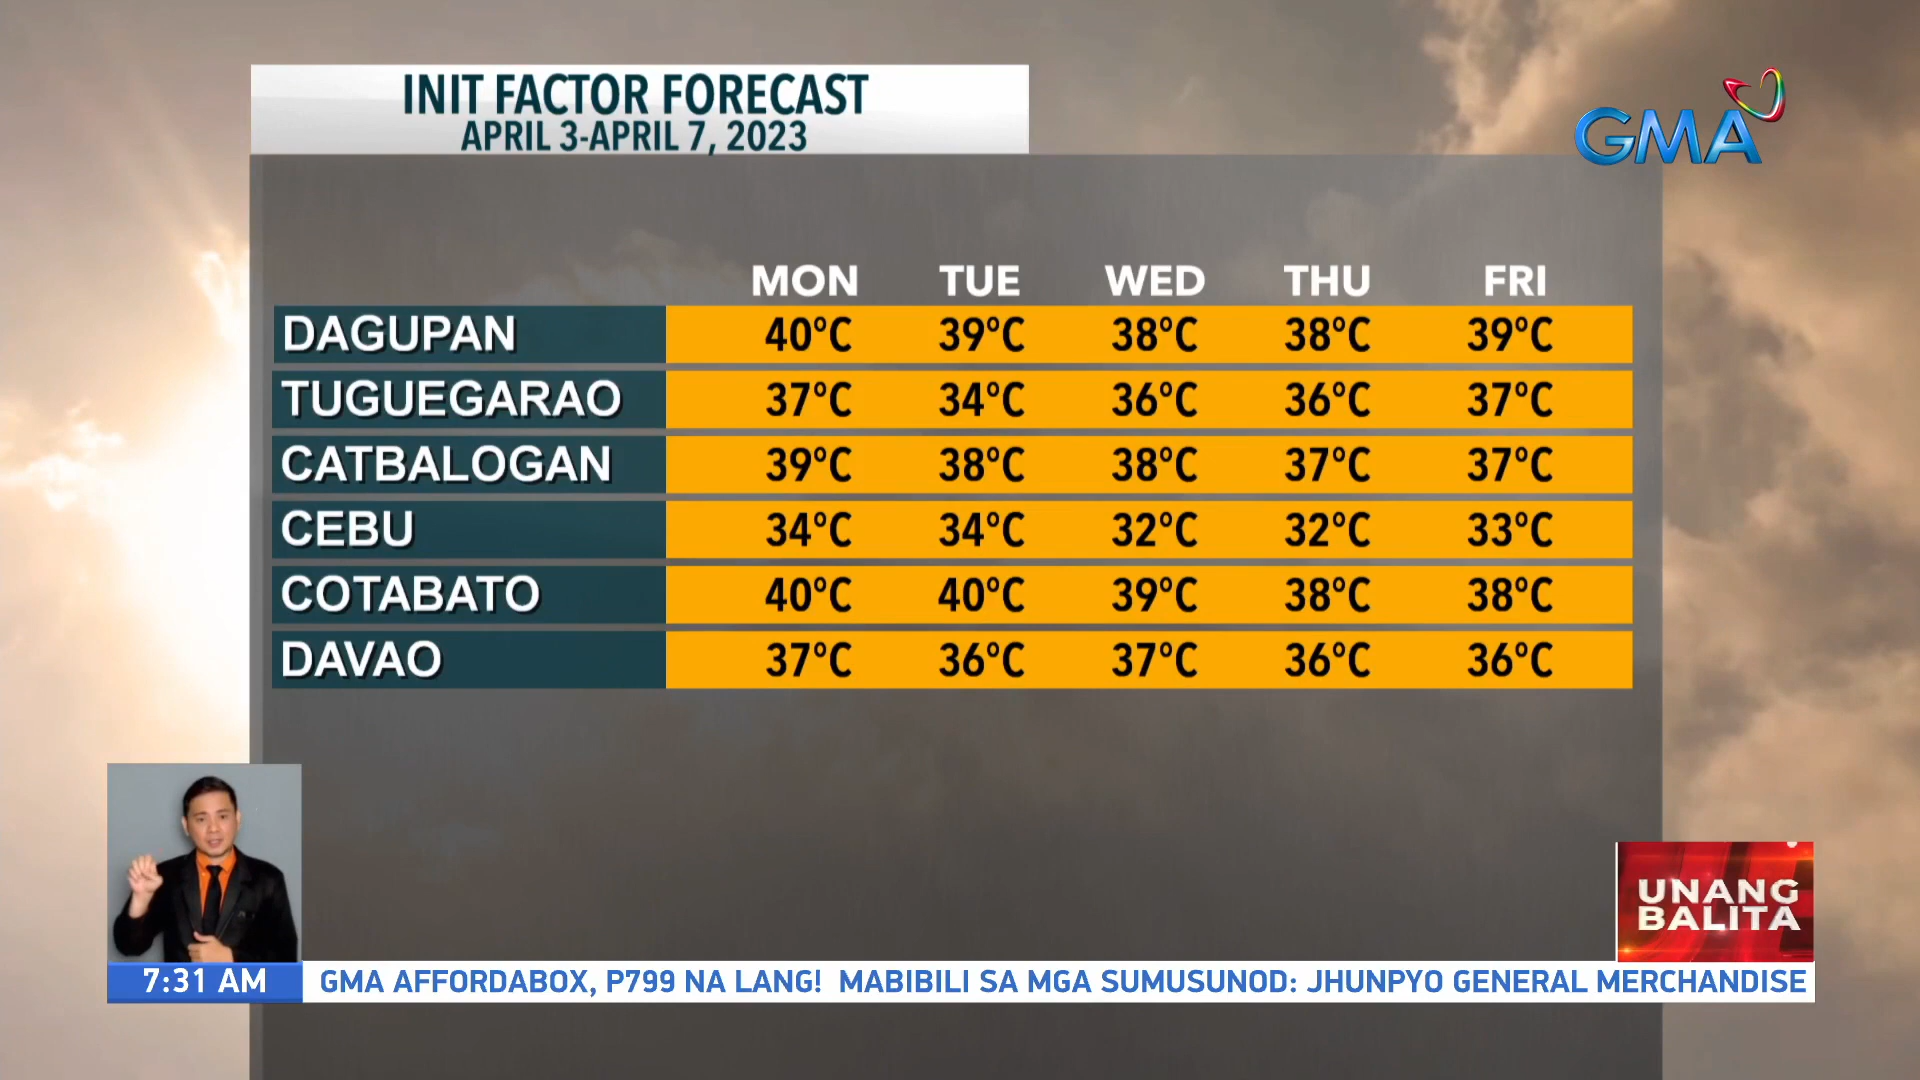 INIT FACTOR FORECAST
APRIL 3-APRIL 7, 2023
GMA
MON TUE WED THU FRI
DAGUPAN 40°C 39°C 38°C 38°C 39°C
TUGUEGARAO 37°C 34°C 36°C 36°C 37°C
CATBALOGAN 39°C 38°C 38°C 37°C 37°C
CEBU 34°C 34°C 32°C 32°C 33°C
COTABATO 40°C 40°C 39°C 38°C 38°C
DAVAO 37°C 36°C 37°C 36°C 36°C
UNANG
BALITA
7:31 AM GMA AFFORDABOX, P799 NA LANG! MABIBILI SA MGA SUMUSUNOD: JHUNPYO GENERAL MERCHANDISE